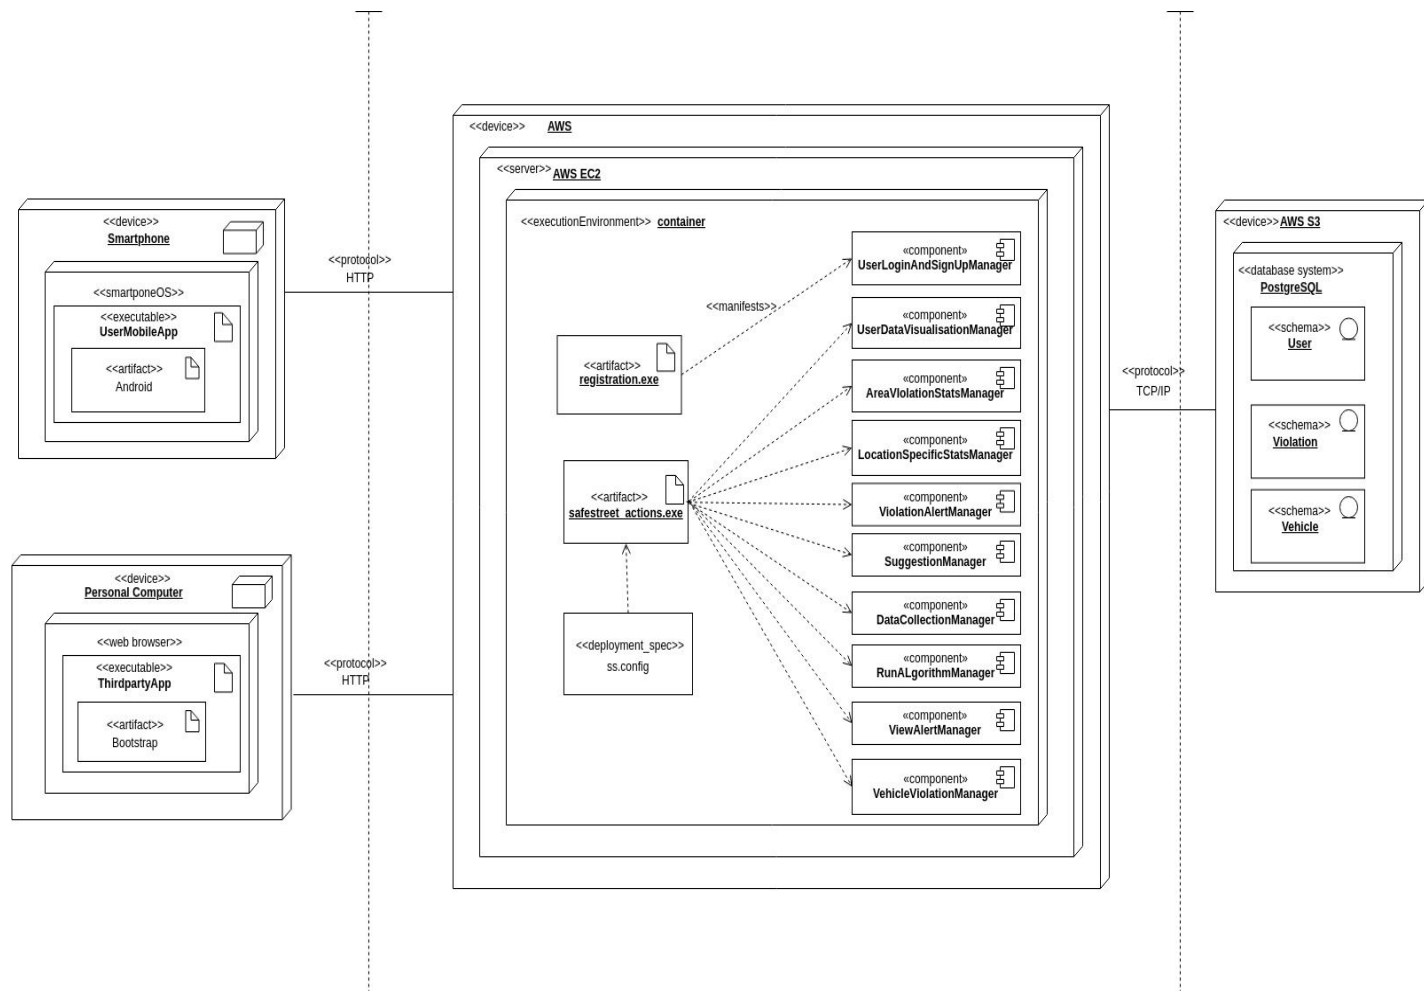 <<device>>
Smartphone
<<smartponeOS>>
<<executable>>
UserMobileApp
<<artifact>>
Android
<<device>>
Personal Computer
<<web browser>>
<<executable>>
ThirdpartyApp
<<artifact>>
Bootstrap
<<protocol>>
HTTP
<<protocol>>
HTTP
<<device>> AWS
<<server>> AWS EC2
<<executionEnvironment>> container
<<manifests>>
<<artifact>>
registration.exe
<<artifact>>
safestreet_actions.exe
<<deployment_spec>>
ss.config
«component»
UserLoginAndSignUpManager
«component»
UserDataVisualisationManager
«component»
AreaVIolationStatsManager
«component»
LocationSpecificStatsManager
«component»
ViolationAlertManager
«component»
SuggestionManager
«component»
DataCollectionManager
«component»
RunALgorithmManager
«component»
ViewAlertManager
«component»
VehicleViolationManager
<<protocol>>
TCP/IP
<<device>> AWS S3
<<database system>>
PostgreSQL
<<schema>>
User
<<schema>>
Violation
<<schema>>
Vehicle